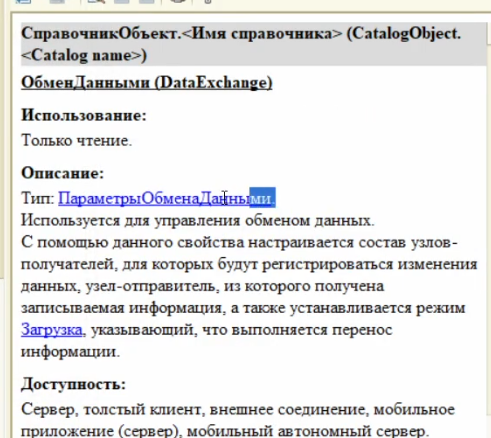 СправочникОбъект.<Имя справочника> (CatalogObject.
<Catalog name>)
ОбменДанными (DataExchange)
Использование:
Только чтение.
Описание:
Тип: ПараметрыОбменаДанными.
Используется для управления обменом данных.
С помощью данного свойства настраивается состав узлов-
получателей, для которых будут регистрироваться изменения
данных, узел-отправитель, из которого получена
записываемая информация, а также устанавливается режим
Загрузка, указывающий, что выполняется перенос
информации.
Доступность:
Сервер, толстый клиент, внешнее соединение, мобильное
приложение (сервер), мобильный автономный сервер.